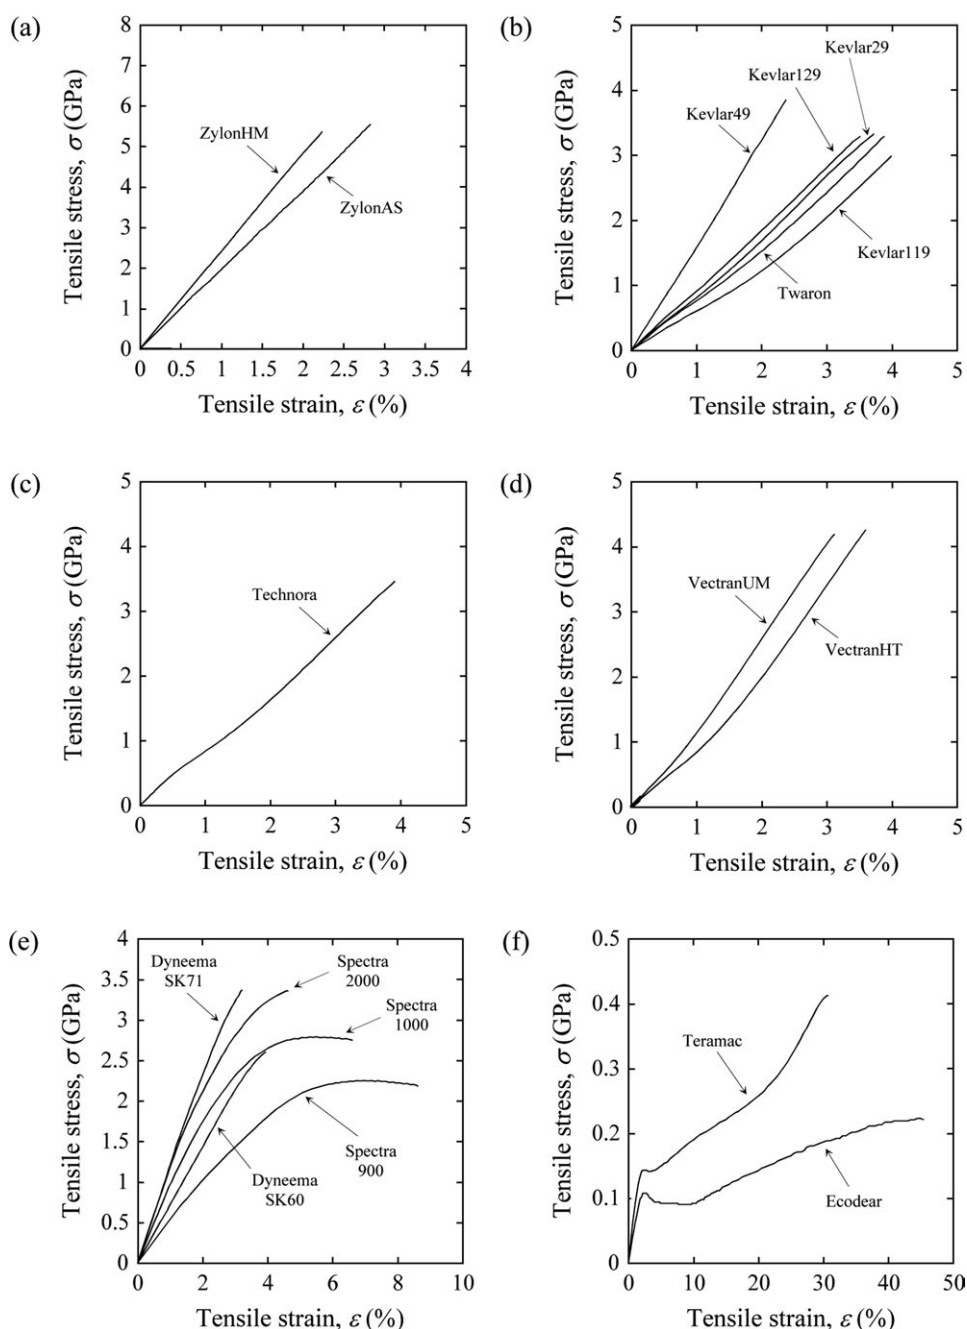 (a)
Tensile stress, σ (GPa)
8
7
6
5
4
3
2
1
0
ZylonHM
ZylonAS
0 0.5 1 1.5 2 2.5 3 3.5 4
Tensile strain, ε (%)
(b)
Tensile stress, σ (GPa)
5
4
3
2
1
0
Kevlar29
Kevlar129
Kevlar49
Kevlar119
Twaron
0 1 2 3 4 5
Tensile strain, ε (%)
(c)
Tensile stress, σ (GPa)
5
4
3
2
1
0
Technora
0 1 2 3 4 5
Tensile strain, ε (%)
(d)
Tensile stress, σ (GPa)
5
4
3
2
1
0
VectranUM
VectranHT
0 1 2 3 4 5
Tensile strain, ε (%)
(e)
Tensile stress, σ (GPa)
4
3.5
3
2.5
2
1.5
1
0.5
0
Dyneema
SK71
Spectra
2000
Spectra
1000
Spectra
900
Dyneema
SK60
0 2 4 6 8 10
Tensile strain, ε (%)
(f)
Tensile stress, σ (GPa)
0.5
0.4
0.3
0.2
0.1
0
Teramac
Ecodear
0 10 20 30 40 50
Tensile strain, ε (%)